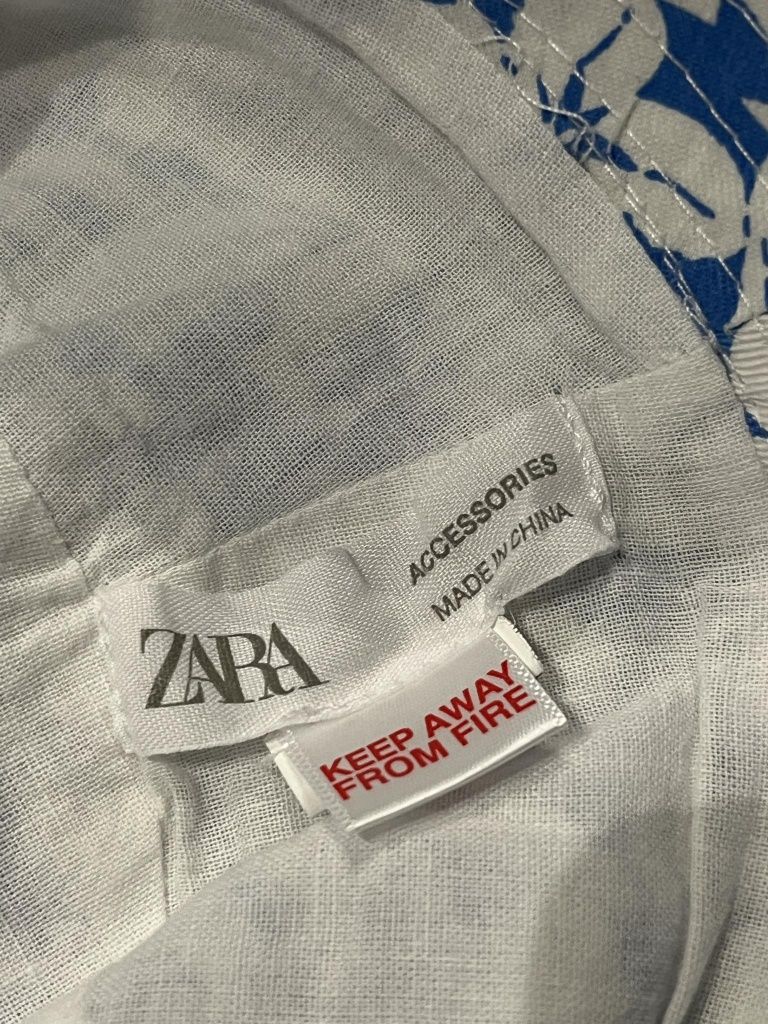 ZARA
ACCESSORIES
MADE IN CHINA
KEEP AWAY
FROM FIRE